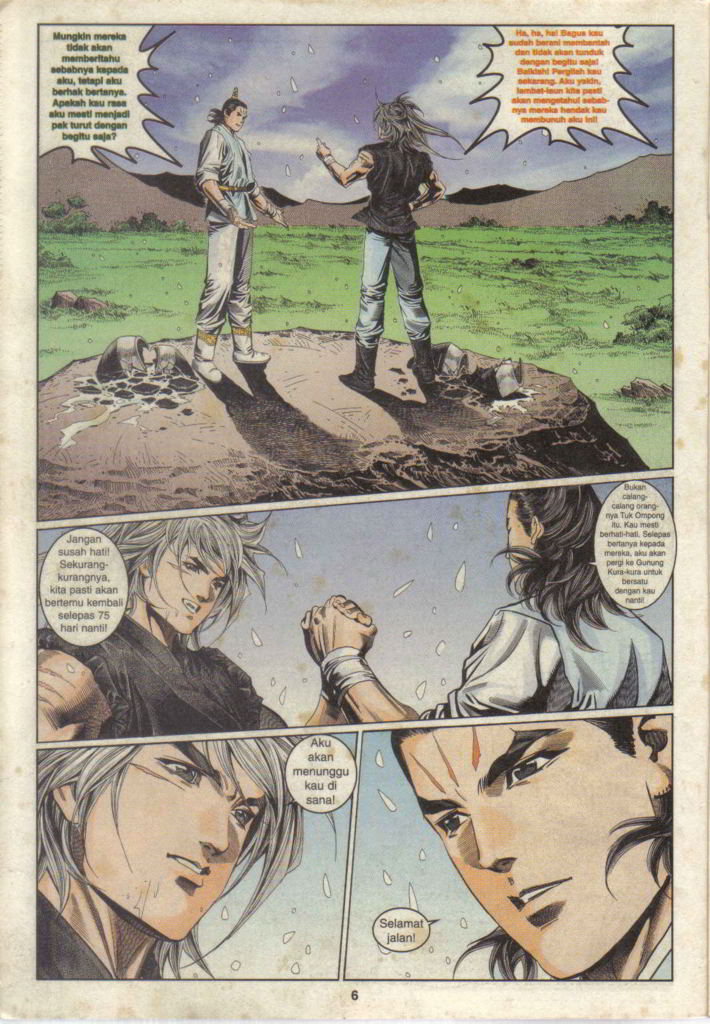 Mungkin mereka
tidak akan
memberitahu
sebabnya kepada
aku, tetapi aku
berhak bertanya.
Apakah kau rasa
aku mesti menjadi
pak turut dengan
begitu saja?
Ha, ha, ha! Bagus kau
sudah berani membantah
dan tidak akan tunduk
dengan begitu saja!
Baiklah! Pergilah kau
sekarang. Aku yakin,
lambat-laun kita pasti
akan mengetahui sebab-
nya mereka hendak kau
membunuh aku ini!
Jangan
susah hati!
Sekurang-
kurangnya,
kita pasti akan
bertemu kembali
selepas 75
hari nanti!
Bukan
calang-
calang orang-
nya Tuk Ompong
itu. Kau mesti
berhati-hati. Selepas
bertanya kepada
mereka, aku akan
pergi ke Gunung
Kura-kura untuk
bersatu
dengan kau
nanti!
Aku
akan
menunggu
kau di
sana!
Selamat
jalan!
6